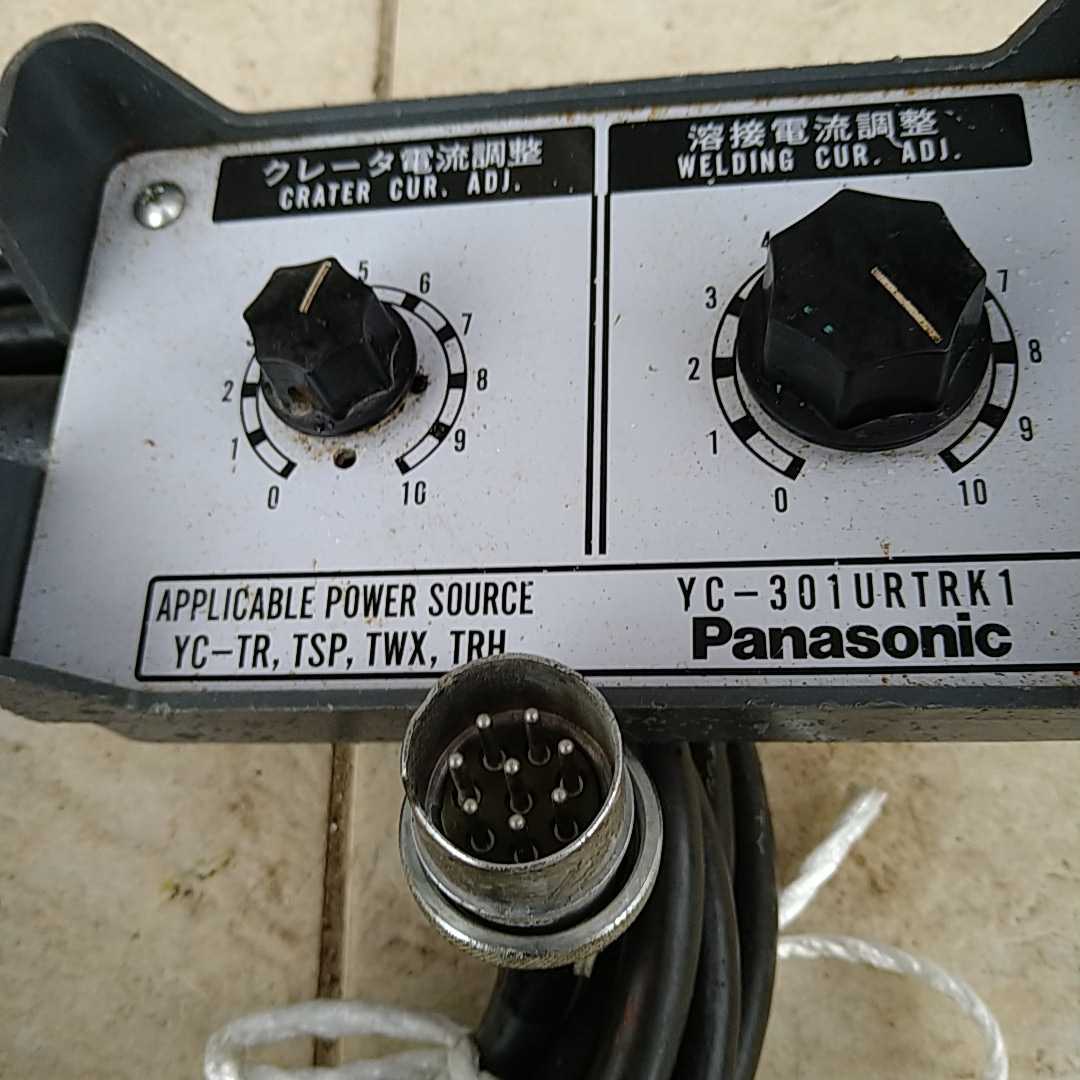 クレータ電流調整
CRATER CUR. ADJ.
溶接電流調整
WELDING CUR. ADJ.
0 1 2 5 6 7 8 9 10
0 1 2 3 4 7 8 9 10
APPLICABLE POWER SOURCE
YC-TR, TSP, TWX, TRH
YC-301URTRK1
Panasonic